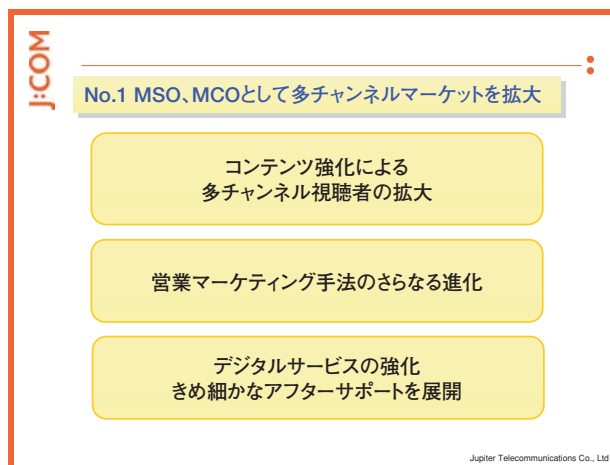 J:COM
No.1 MSO、MCOとして多チャンネルマーケットを拡大
コンテンツ強化による
多チャンネル視聴者の拡大
営業マーケティング手法のさらなる進化
デジタルサービスの強化
きめ細かなアフターサポートを展開
Jupiter Telecommunications Co., Ltd